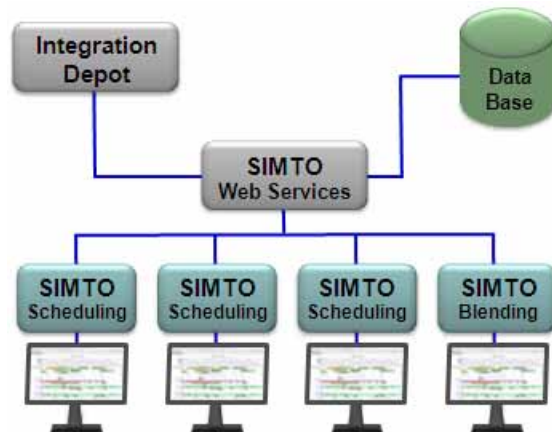 Integration
Depot
Data
Base
SIMTO
Web Services
SIMTO
Scheduling
SIMTO
Scheduling
SIMTO
Scheduling
SIMTO
Blending